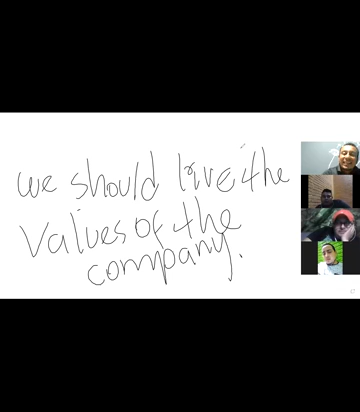 we should live the
values of the
company.